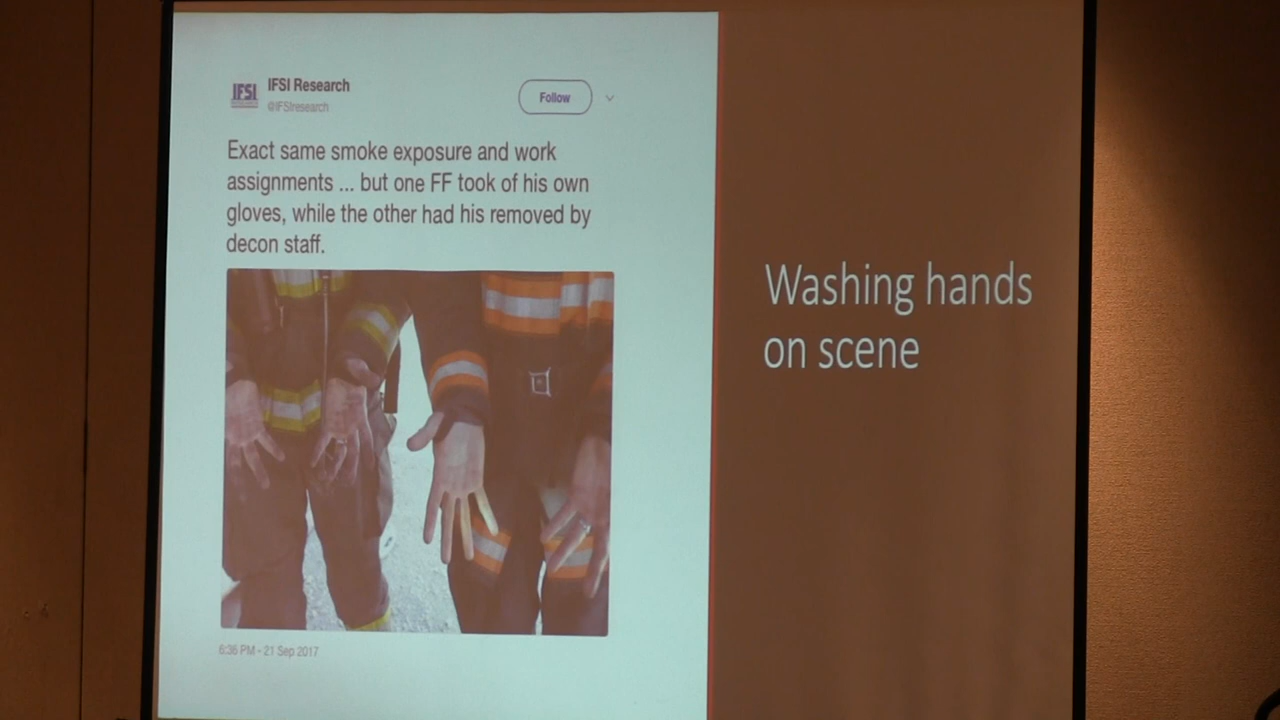 IFSI
IFSI Research
@IFSIresearch
Follow
Exact same smoke exposure and work
assignments ... but one FF took of his own
gloves, while the other had his removed by
decon staff.
6:36 PM - 21 Sep 2017
Washing hands
on scene